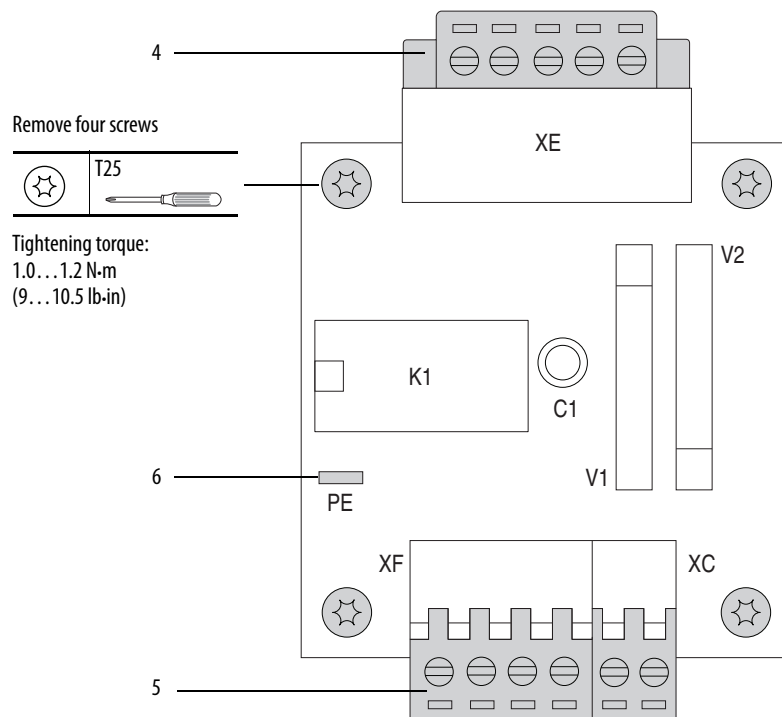 4
Remove four screws
T25
Tightening torque:
1.0...1.2 N•m
(9...10.5 lb•in)
XE
V2
K1
C1
6
PE
V1
XF
XC
5